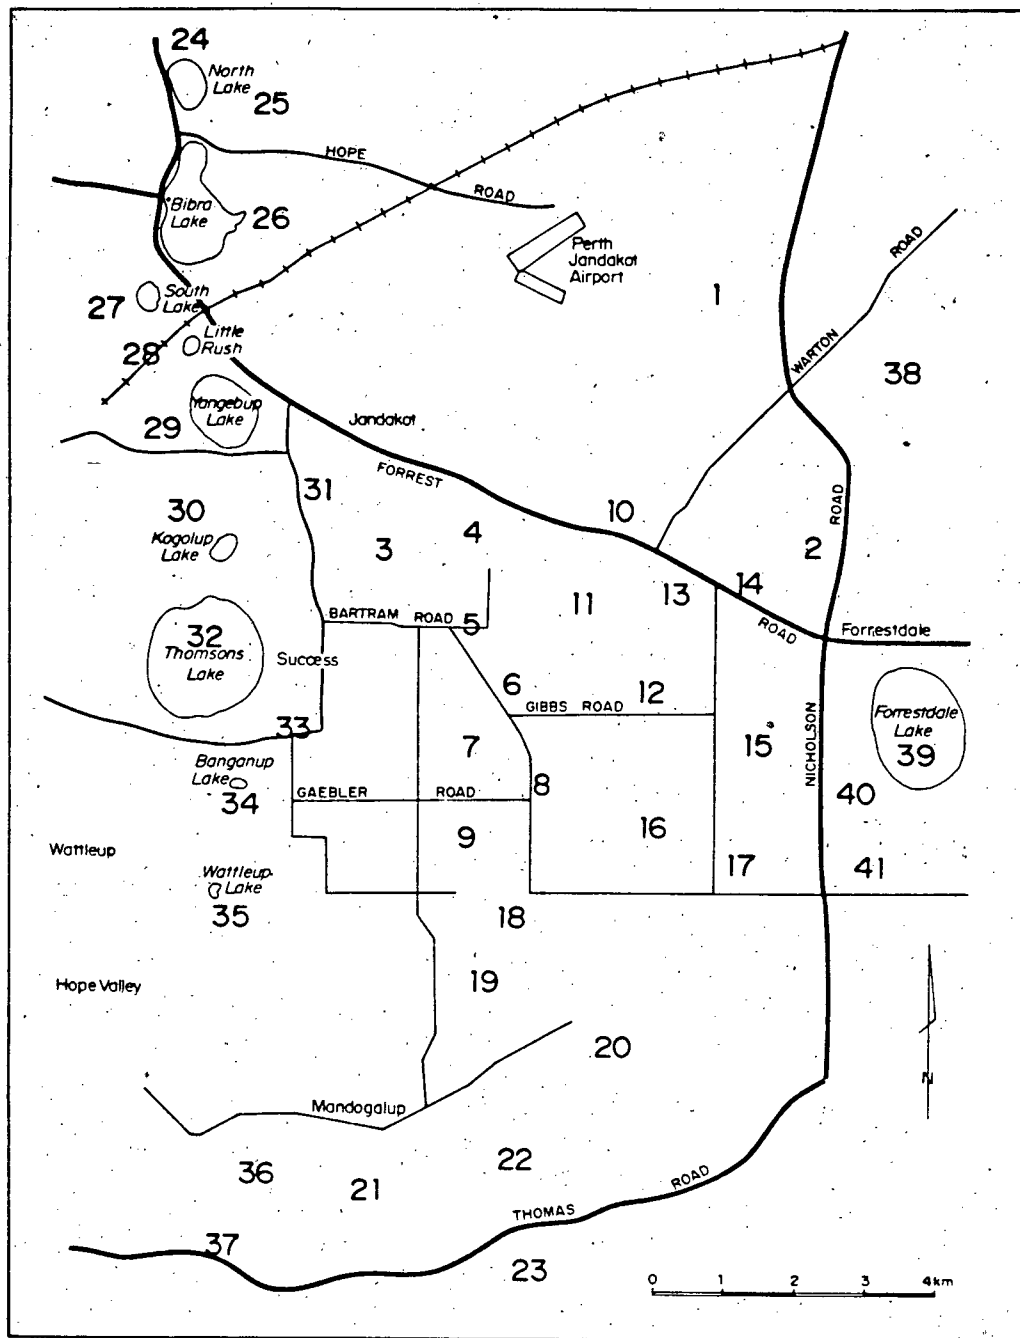 24
North
Lake
25
HOPE
ROAD
Bibra
Lake
26
ROAD
Perth
Jandakot
Airport
27
South
Lake
1
28
Little
Rush
WARTON
38
Yangebup
Lake
29
Jandakot
FORREST
31
ROAD
30
10
4
3
2
Kogolup
Lake
14
13
11
BARTRAM ROAD
5
ROAD
Forrestdale
32
Thomsons
Lake
Success
6
12
GIBBS ROAD
Forrestdale
Lake
39
33
7
15
NICHOLSON
Banganup
Lake
34
8
GAEBLER ROAD
40
9
16
Wattleup
17
41
Wattleup
Lake
35
18
Hope Valley
19
20
N
Mandogalup
36
21
22
ROAD
THOMAS
37
23
0 1 2 3 4 km